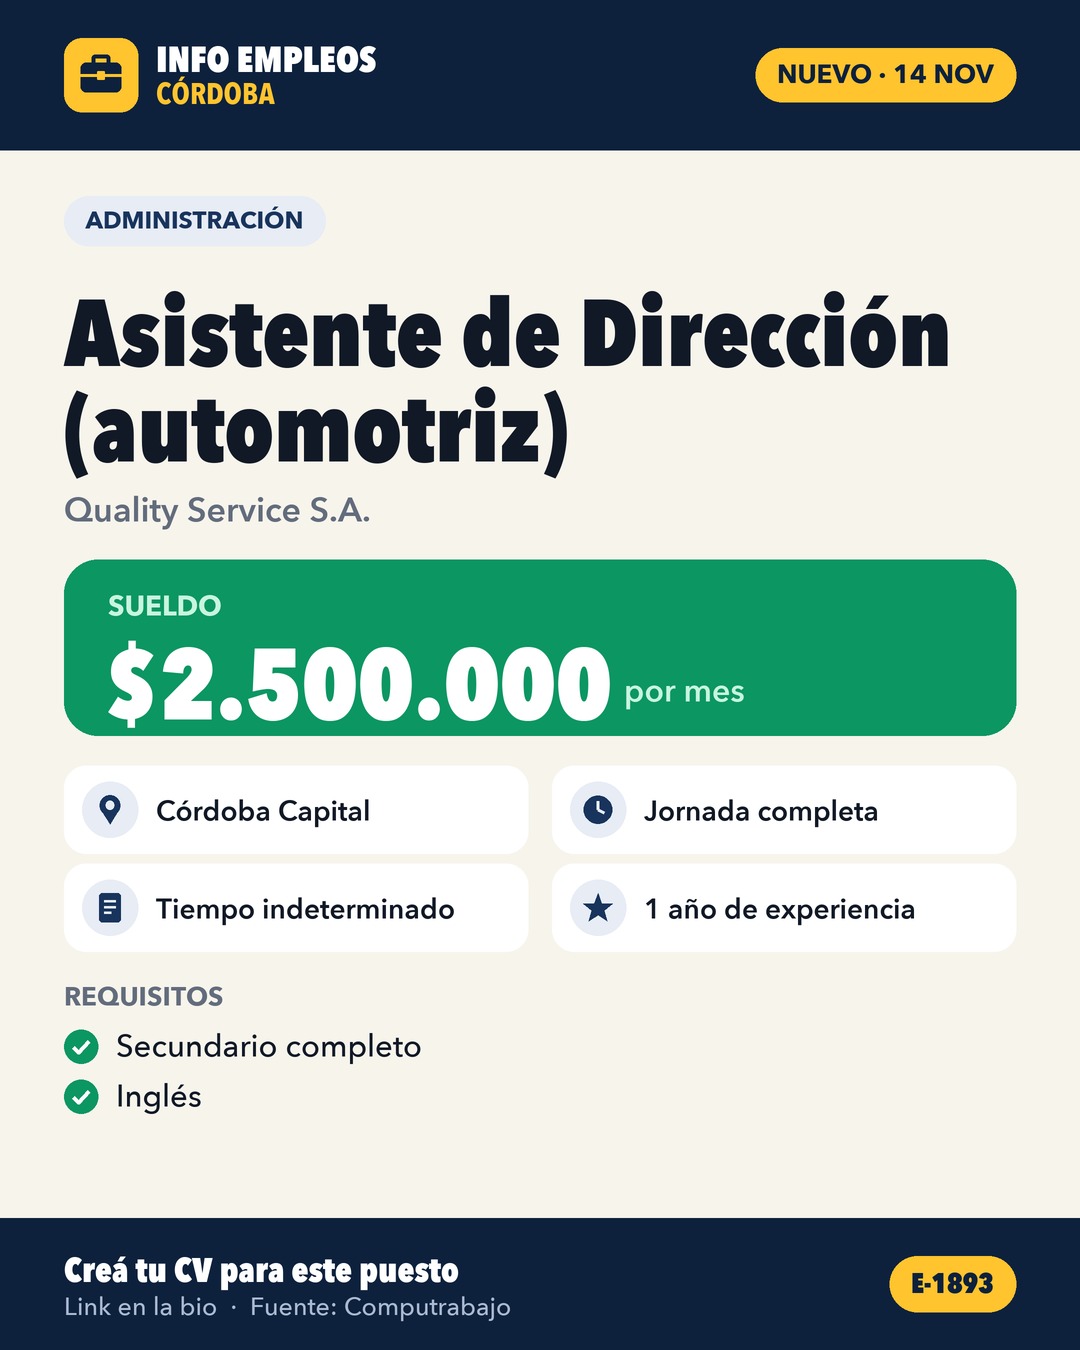 INFO EMPLEOS
CÓRDOBA
NUEVO · 14 NOV
ADMINISTRACIÓN
Asistente de Dirección
(automotriz)
Quality Service S.A.
SUELDO
$2.500.000 por mes
Córdoba Capital
Jornada completa
Tiempo indeterminado
1 año de experiencia
REQUISITOS
Secundario completo
Inglés
Creá tu CV para este puesto
Link en la bio · Fuente: Computrabajo
E-1893